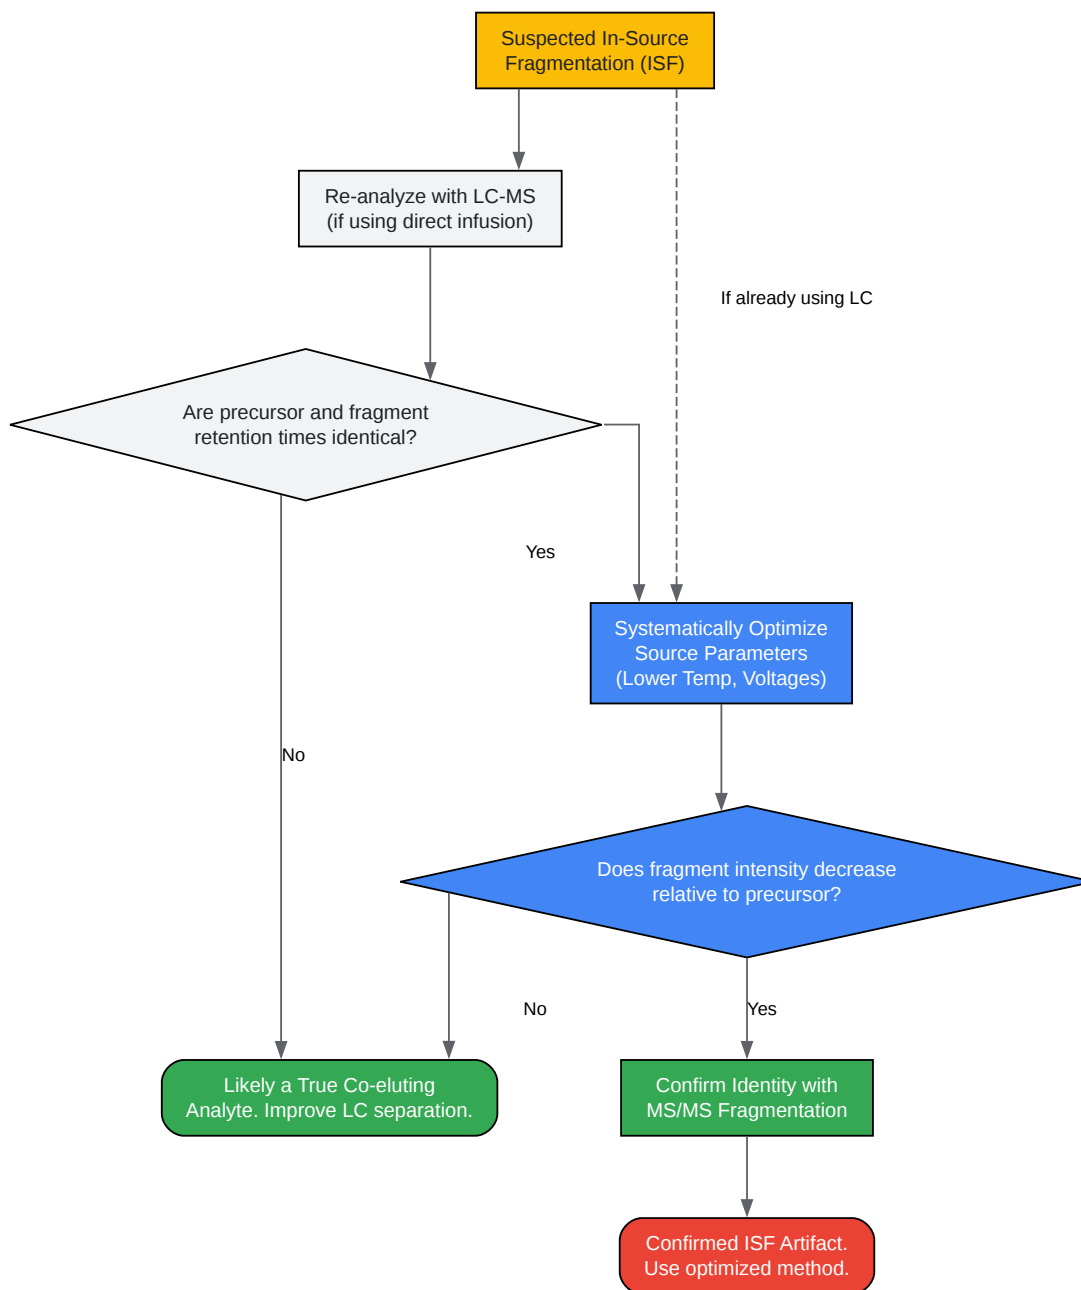 Suspected In-Source
Fragmentation (ISF)
Re-analyze with LC-MS
(if using direct infusion)
If already using LC
Are precursor and fragment
retention times identical?
Yes
Systematically Optimize
Source Parameters
(Lower Temp, Voltages)
No
Does fragment intensity decrease
relative to precursor?
No
Yes
Likely a True Co-eluting
Analyte. Improve LC separation.
Confirm Identity with
MS/MS Fragmentation
Confirmed ISF Artifact.
Use optimized method.